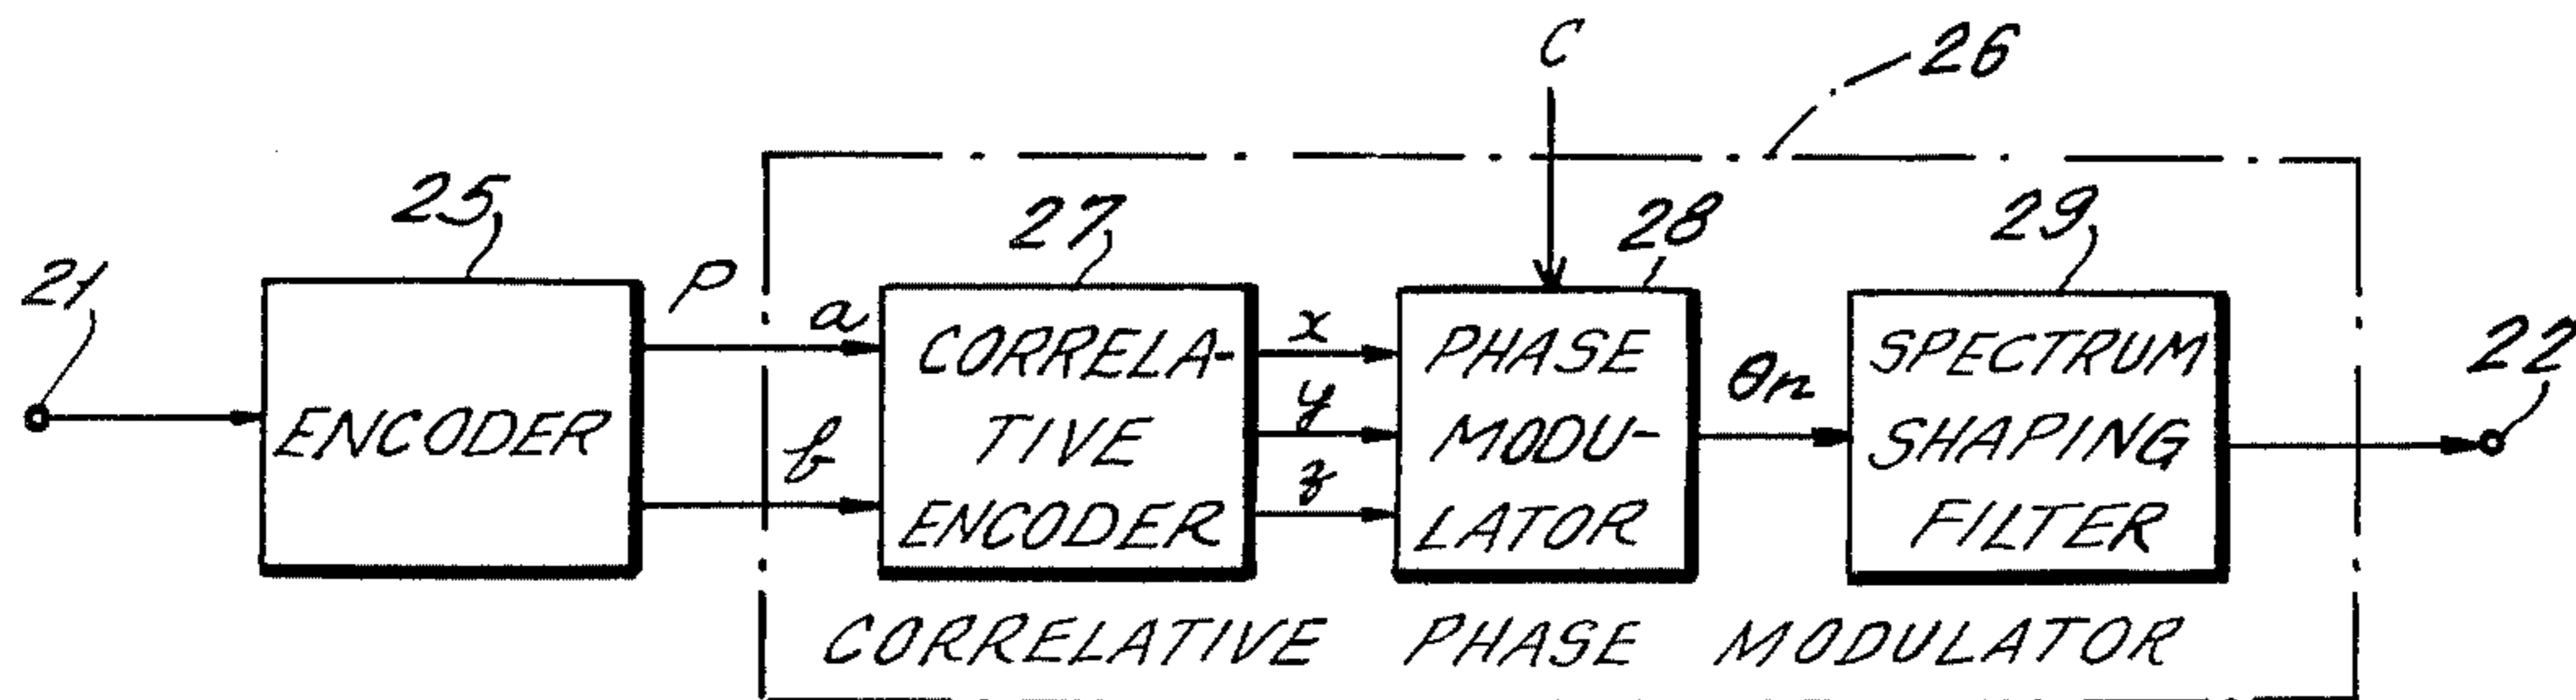 C
26
25
27
28
29
21
P
a
x
22
ENCODER
CORRELA-
TIVE
ENCODER
y
b
z
PHASE
MODU-
LATOR
θn
SPECTRUM
SHAPING
FILTER
CORRELATIVE PHASE MODULATOR